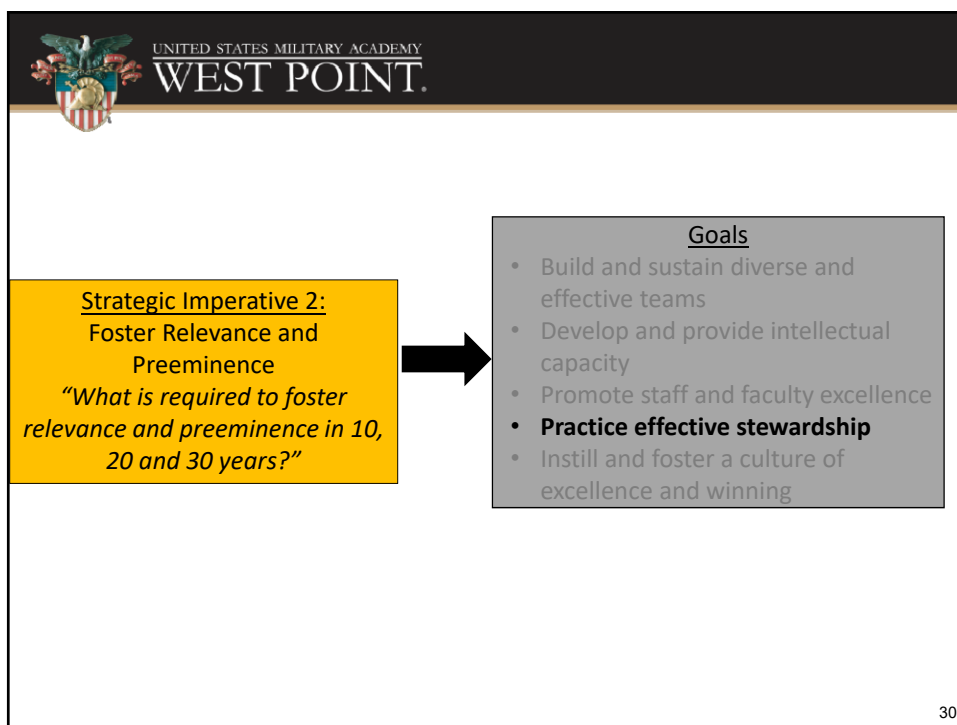 UNITED STATES MILITARY ACADEMY
WEST POINT.
Strategic Imperative 2:
Foster Relevance and
Preeminence
“What is required to foster
relevance and preeminence in 10,
20 and 30 years?”
Goals
• Build and sustain diverse and
effective teams
• Develop and provide intellectual
capacity
• Promote staff and faculty excellence
• Practice effective stewardship
• Instill and foster a culture of
excellence and winning
30